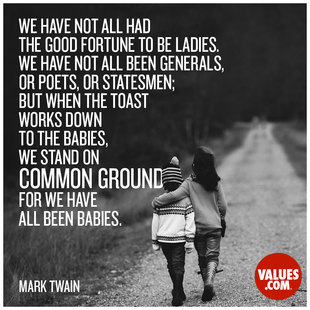 WE HAVE NOT ALL HAD
THE GOOD FORTUNE TO BE LADIES.
WE HAVE NOT ALL BEEN GENERALS,
OR POETS, OR STATESMEN;
BUT WHEN THE TOAST
WORKS DOWN
TO THE BABIES,
WE STAND ON
COMMON GROUND
FOR WE HAVE
ALL BEEN BABIES.
MARK TWAIN
VALUES
.COM